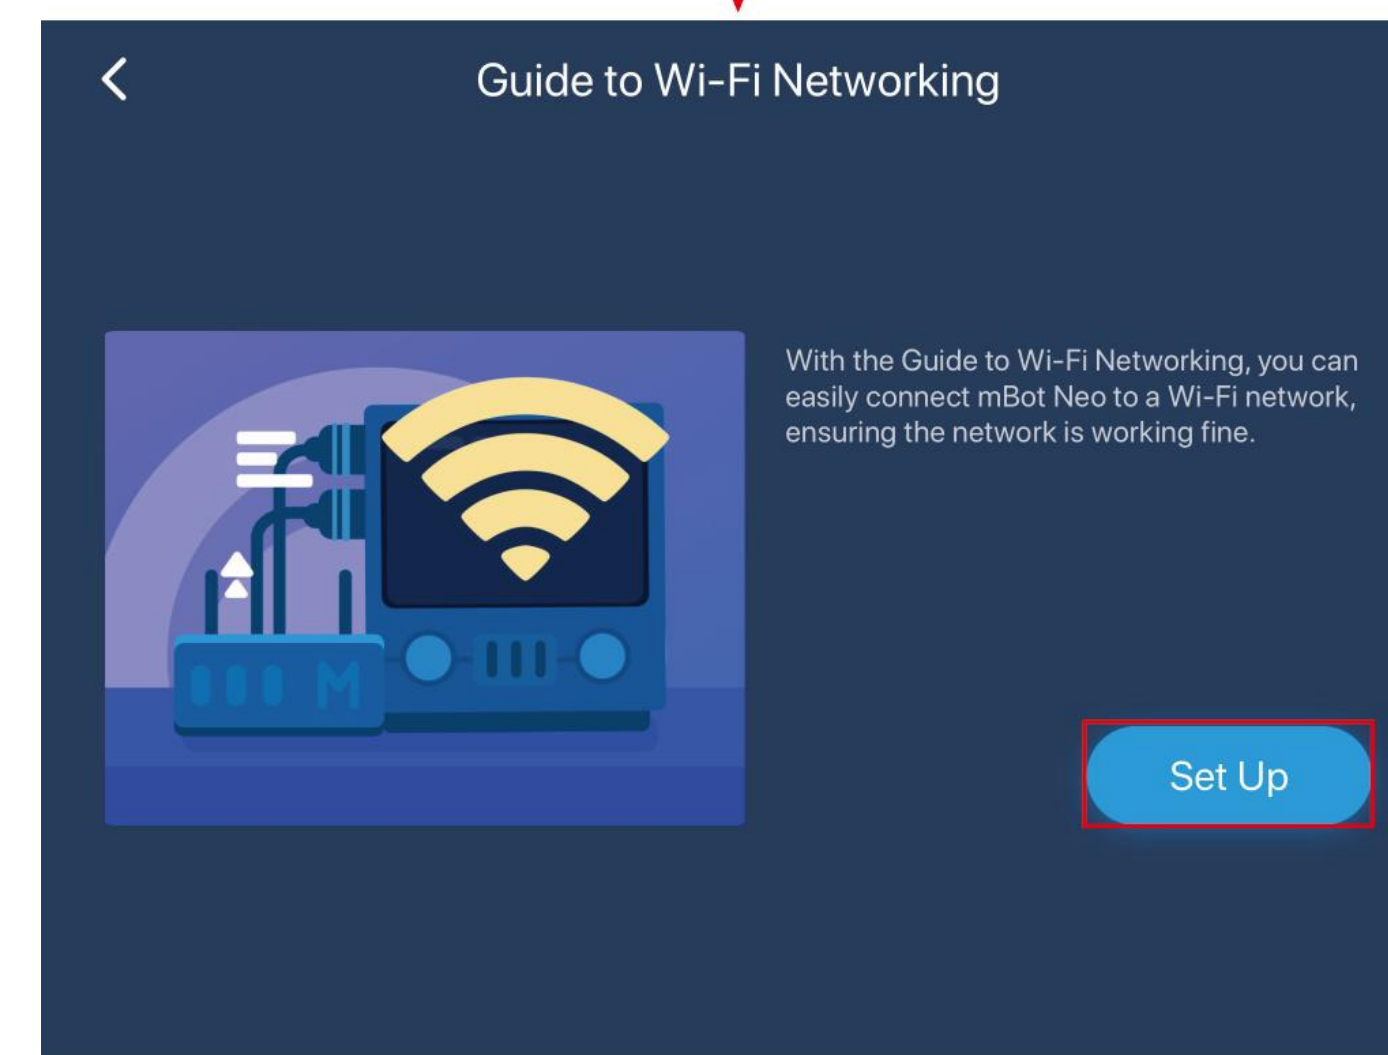 Guide to Wi-Fi Networking
With the Guide to Wi-Fi Networking, you can
easily connect mBot Neo to a Wi-Fi network,
ensuring the network is working fine.
M
Set Up